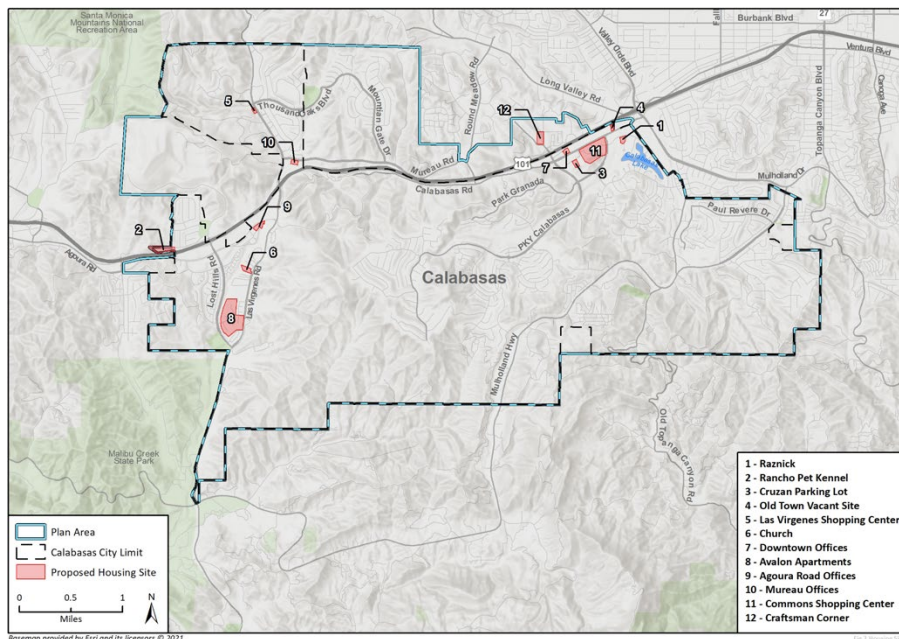 Santa Monica
Mountains National
Recreation Area
Burbank Blvd
27
Ventura Blvd
Valley Circle Blvd
Long Valley Rd
Topanga Canyon Blvd
Canoga Ave
Round Meadow Rd
Mountain Gate Dr
Thousand Oaks Blvd
5
12
4
1
10
11
101
7
3
Mureau Rd
Calabasas Rd
Park Granada
Mulholland Dr
Paul Revere Dr
PKY Calabasas
9
2
Agoura Rd
6
Lost Hills Rd
Las Virgenes Rd
Calabasas
8
Mulholland Hwy
Old Topanga Canyon Rd
Malibu Creek
State Park
Plan Area
Calabasas City Limit
Proposed Housing Site
0 0.5 1
Miles
N
1 - Raznick
2 - Rancho Pet Kennel
3 - Cruzan Parking Lot
4 - Old Town Vacant Site
5 - Las Virgenes Shopping Center
6 - Church
7 - Downtown Offices
8 - Avalon Apartments
9 - Agoura Road Offices
10 - Mureau Offices
11 - Commons Shopping Center
12 - Craftsman Corner
Basemap provided by Esri and its licensors © 2021.